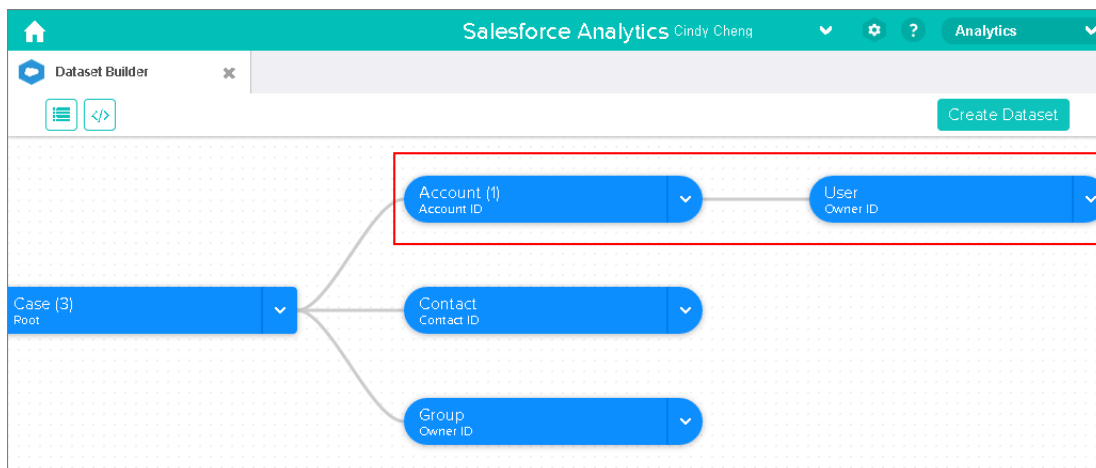 Salesforce Analytics Cindy Cheng ? Analytics
Dataset Builder
</> Create Dataset
Account (1)
Account ID
User
Owner ID
Case (3)
Root
Contact
Contact ID
Group
Owner ID